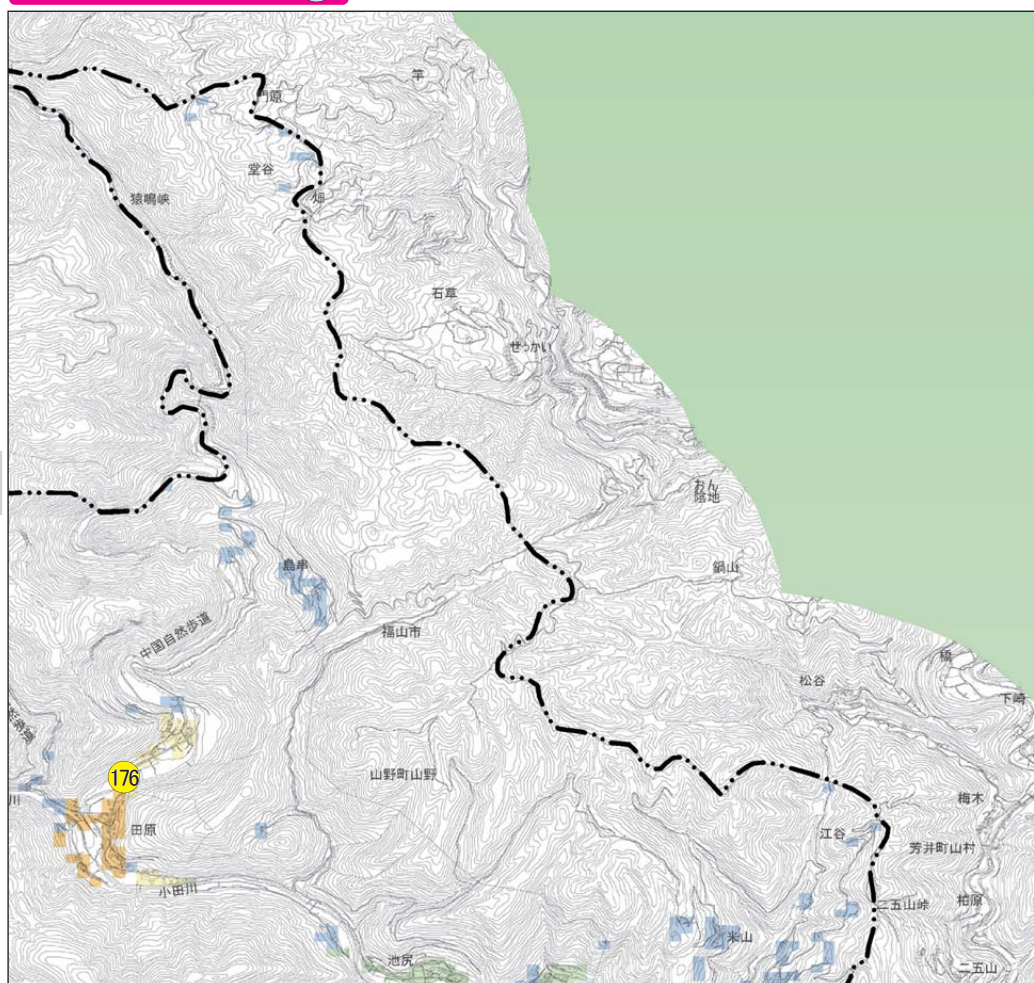 竿
門原
堂谷
猿鳴峡
畑
石草
せっかい
おん
陰地
島串
鍋山
中国自然歩道
福山市
橋
松谷
下崎
176
山野町山野
梅木
川
田原
江谷
芳井町山村
小田川
二五山峠
柏原
米山
池尻
二五山